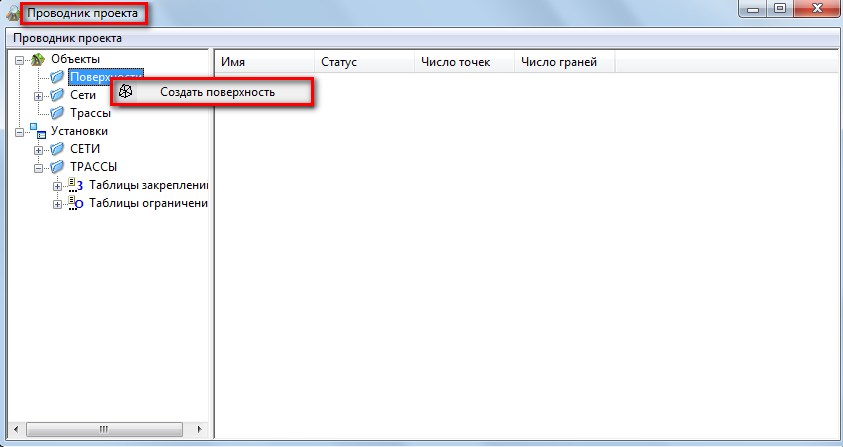 Проводник проекта
Проводник проекта
Объекты
Поверхности
Сети
Трассы
Установки
СЕТИ
ТРАССЫ
Таблицы закреплени
Таблицы ограничени
Создать поверхность
Имя Статус Число точек Число граней